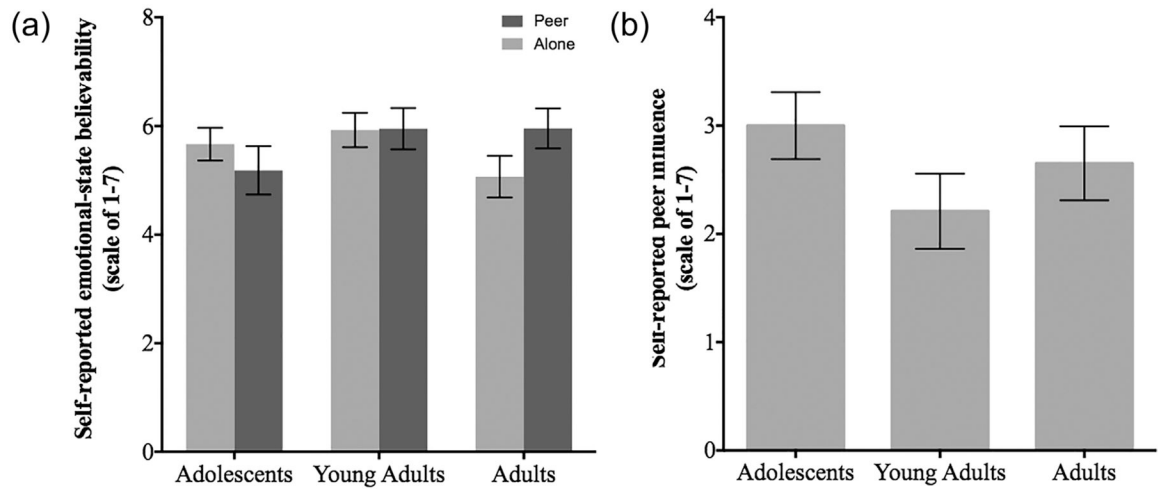 (a)
Self-reported emotional-state believability
(scale of 1-7)
8
6
4
2
0
Peer
Alone
Adolescents Young Adults Adults
(b)
Self-reported peer influence
(scale of 1-7)
4
3
2
1
0
Adolescents Young Adults Adults